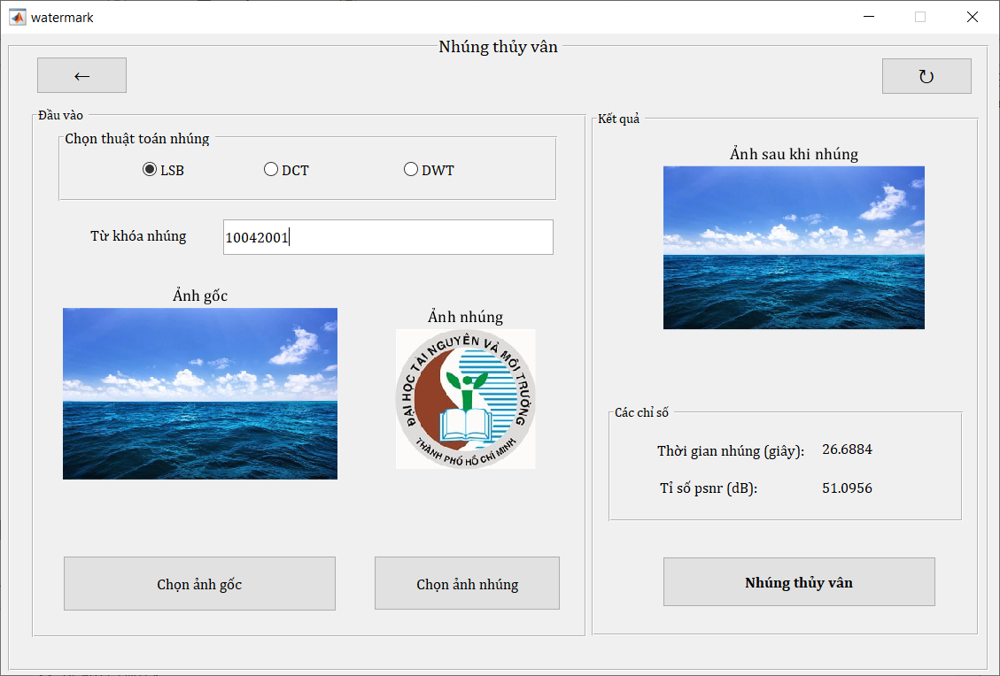 watermark
Nhúng thủy vân
←
↻
Đầu vào
Chọn thuật toán nhúng
LSB
DCT
DWT
Từ khóa nhúng
10042001
Ảnh gốc
Ảnh nhúng
ĐẠI HỌC TÀI NGUYÊN VÀ MÔI TRƯỜNG
THÀNH PHỐ HỒ CHÍ MINH
Chọn ảnh gốc
Chọn ảnh nhúng
Kết quả
Ảnh sau khi nhúng
Các chỉ số
Thời gian nhúng (giây): 26.6884
Tỉ số psnr (dB): 51.0956
Nhúng thủy vân